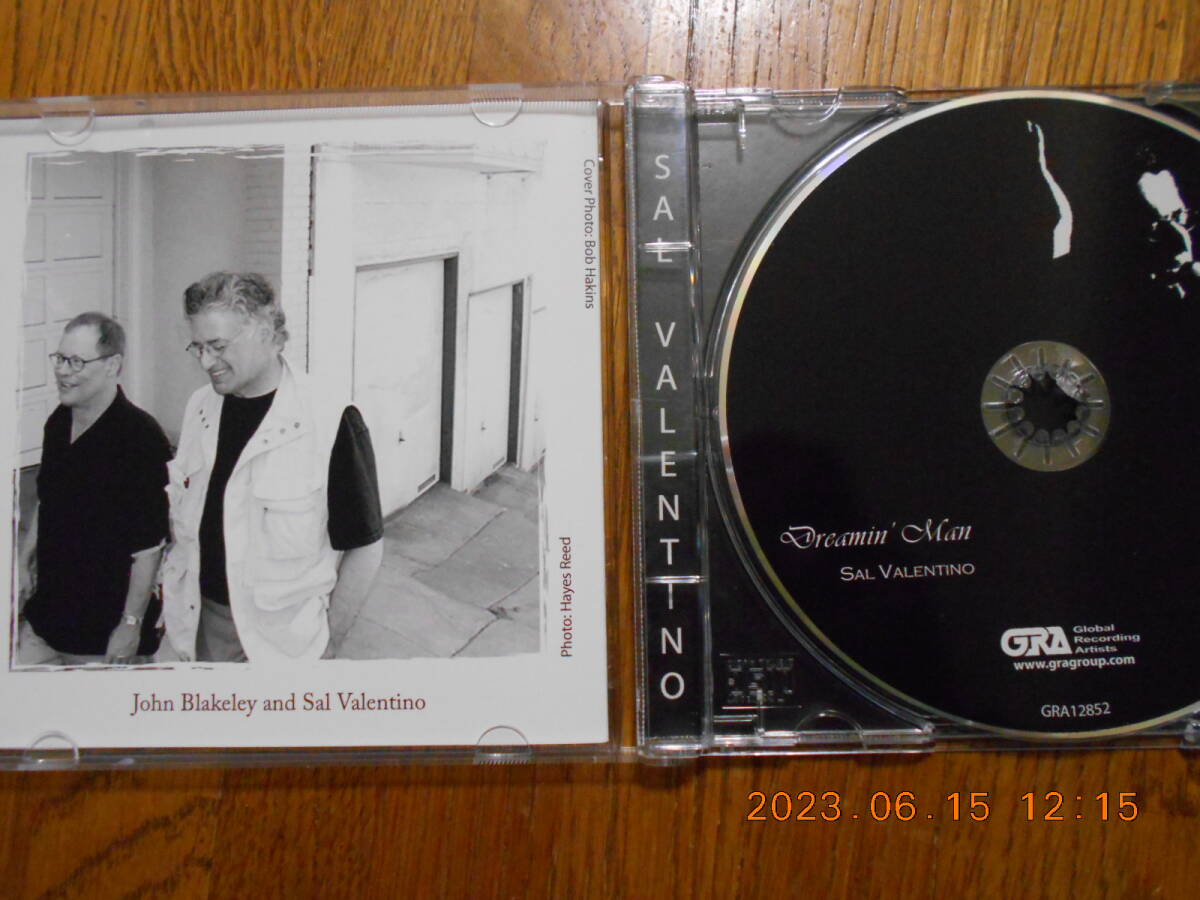 Cover Photo: Bob Hakins
Photo: Hayes Reed
John Blakeley and Sal Valentino
SAL VALENTINO
Dreamin' Man
SAL VALENTINO
GRA Global
Recording
Artists
www.gragroup.com
GRA12852
2023.06.15 12:15